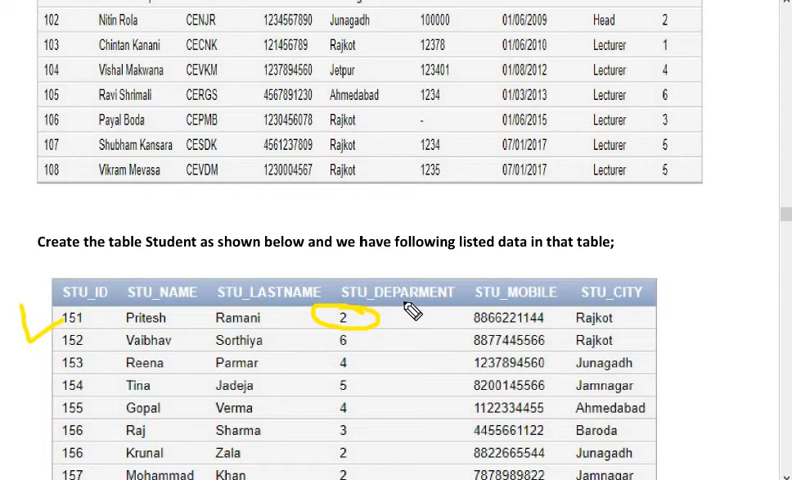 102 Nitin Rola CENJR 1234567890 Junagadh 100000 01/06/2009 Head 2
103 Chintan Kanani CECNK 121456789 Rajkot 12378 01/06/2010 Lecturer 1
104 Vishal Makwana CEVKM 1237894560 Jetpur 123401 01/08/2012 Lecturer 4
105 Ravi Shrimali CERGS 4567891230 Ahmedabad 1234 01/03/2013 Lecturer 6
106 Payal Boda CEPMB 1230456078 Rajkot - 01/06/2015 Lecturer 3
107 Shubham Kansara CESDK 4561237809 Rajkot 1234 07/01/2017 Lecturer 5
108 Vikram Mevasa CEVDM 1230004567 Rajkot 1235 07/01/2017 Lecturer 5
Create the table Student as shown below and we have following listed data in that table;
STU_ID STU_NAME STU_LASTNAME STU_DEPARMENT STU_MOBILE STU_CITY
151 Pritesh Ramani 2 8866221144 Rajkot
152 Vaibhav Sorthiya 6 8877445566 Rajkot
153 Reena Parmar 4 1237894560 Junagadh
154 Tina Jadeja 5 8200145566 Jamnagar
155 Gopal Verma 4 1122334455 Ahmedabad
156 Raj Sharma 3 4455661122 Baroda
156 Krunal Zala 2 8822665544 Junagadh
157 Mohammad Khan 2 7878989822 Jamnagar